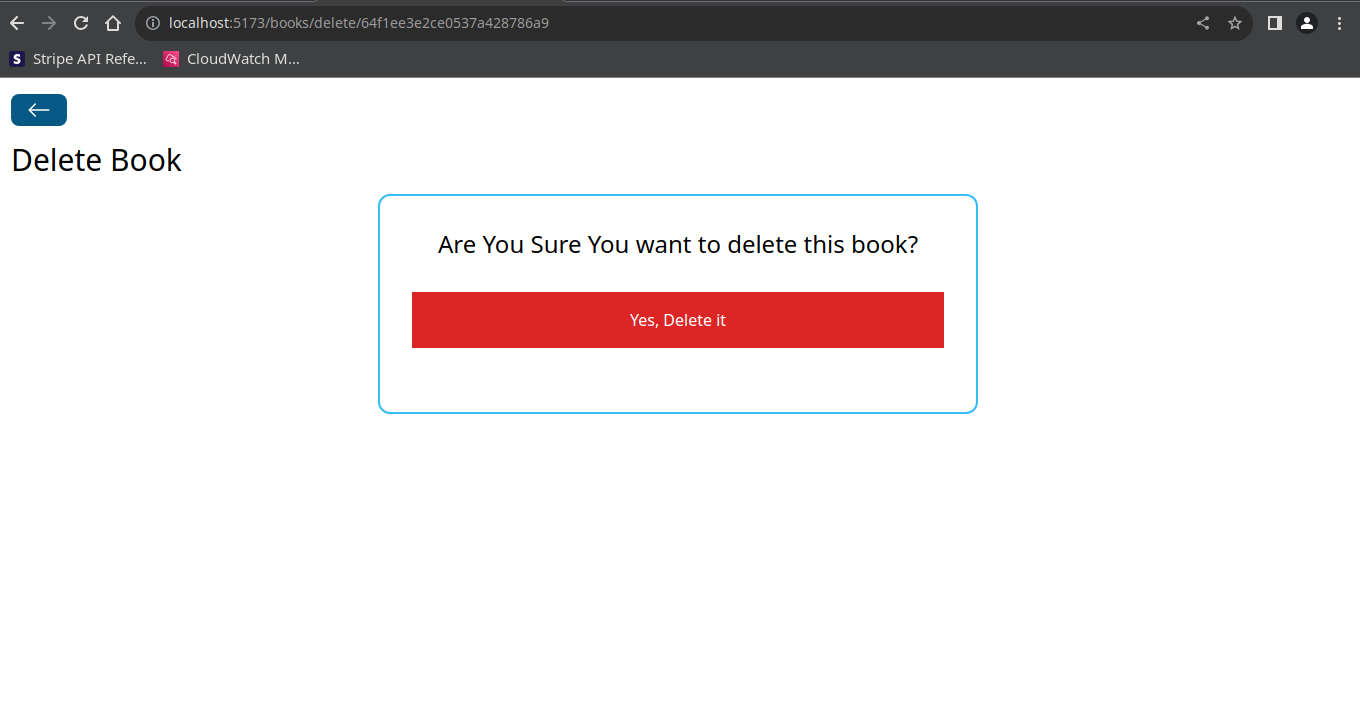 localhost:5173/books/delete/64f1ee3e2ce0537a428786a9
S Stripe API Refe... CloudWatch M...
Delete Book
Are You Sure You want to delete this book?
Yes, Delete it